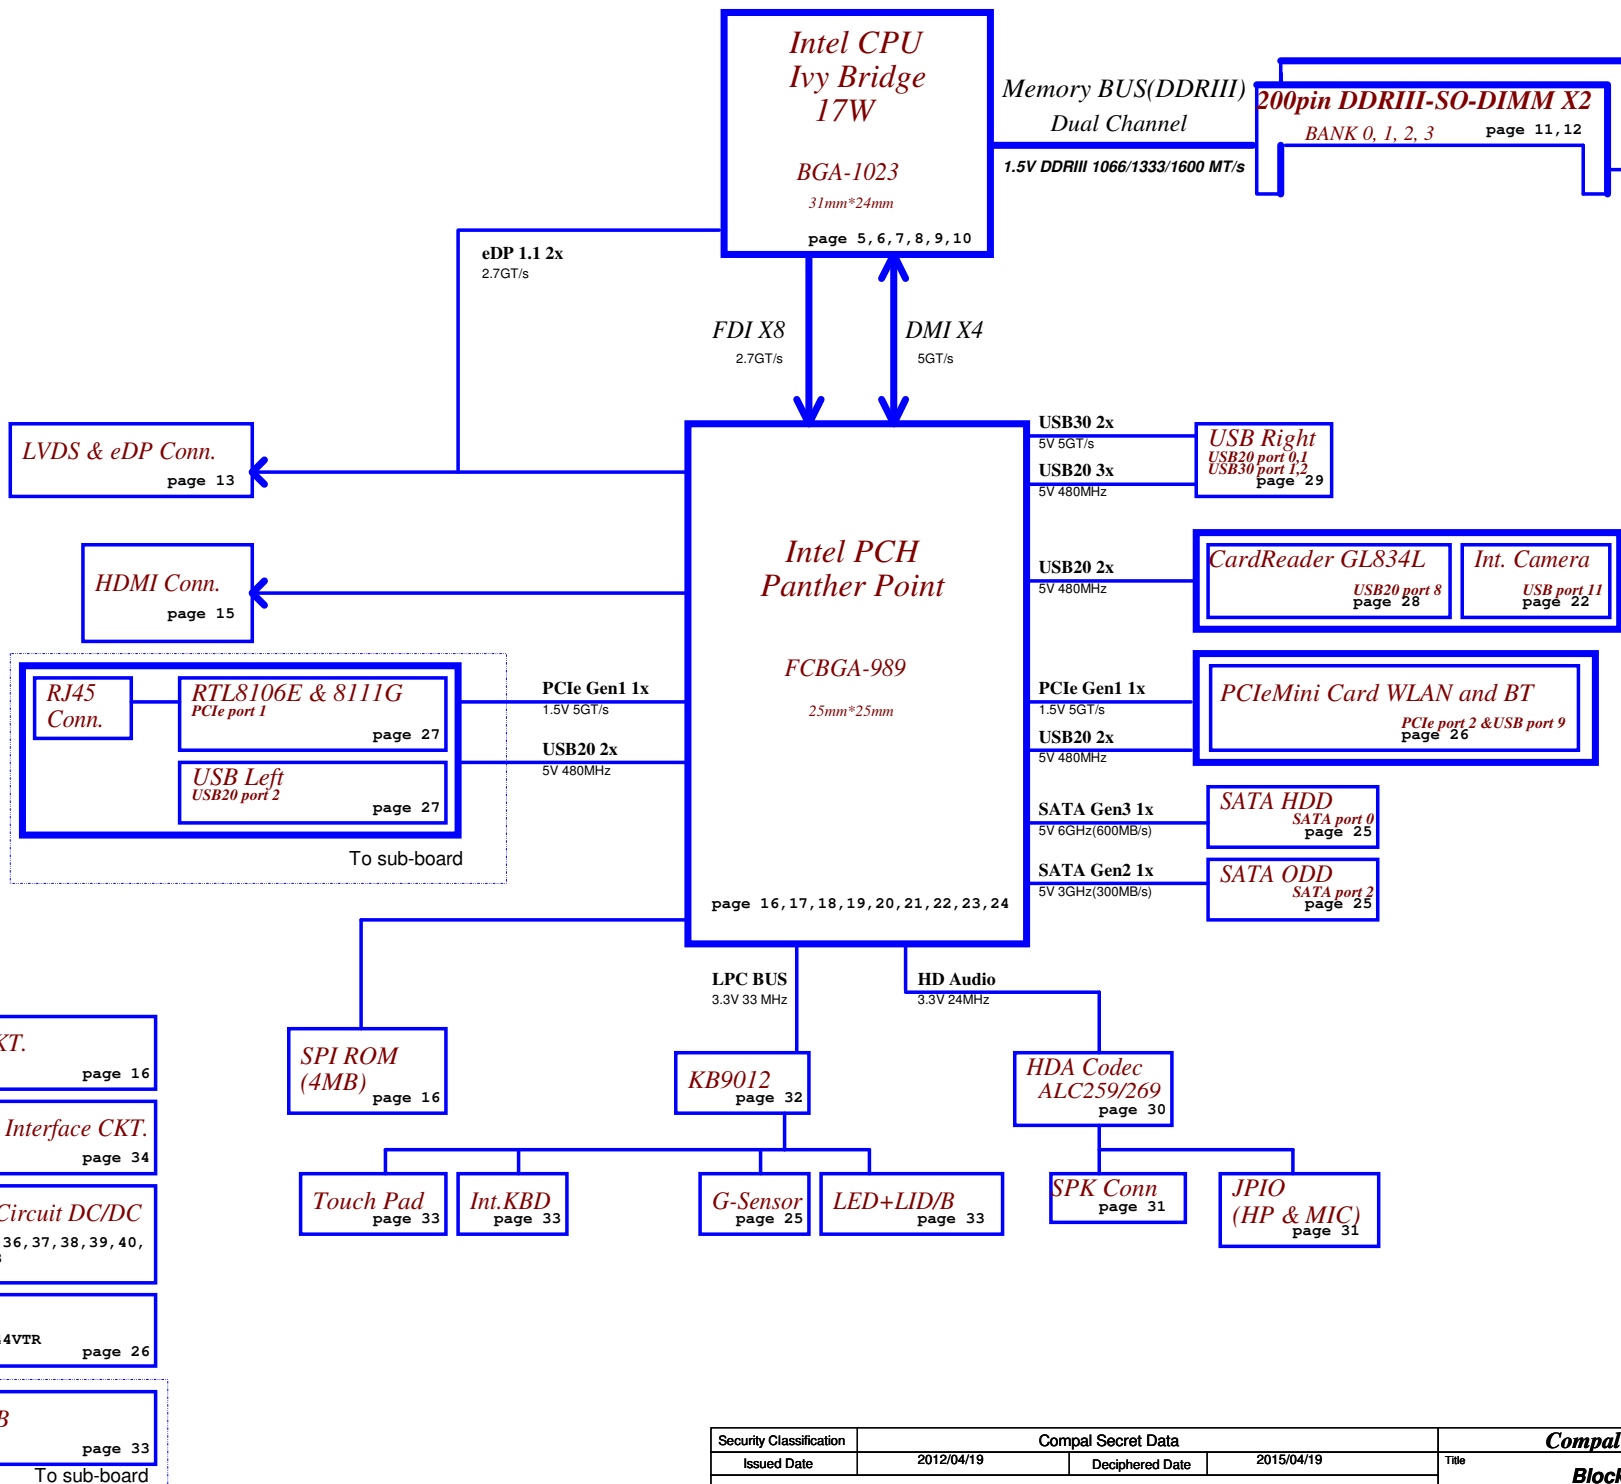 Intel CPU
Ivy Bridge
17W
BGA-1023
31mm*24mm
page 5,6,7,8,9,10
Memory BUS(DDRIII)
Dual Channel
1.5V DDRIII 1066/1333/1600 MT/s
200pin DDRIII-SO-DIMM X2
BANK 0, 1, 2, 3 page 11,12
eDP 1.1 2x
2.7GT/s
FDI X8
2.7GT/s
DMI X4
5GT/s
LVDS & eDP Conn.
page 13
HDMI Conn.
page 15
RJ45
Conn.
RTL8106E & 8111G
PCIe port 1
page 27
USB Left
USB20 port 2
page 27
To sub-board
PCIe Gen1 1x
1.5V 5GT/s
USB20 2x
5V 480MHz
Intel PCH
Panther Point
FCBGA-989
25mm*25mm
page 16,17,18,19,20,21,22,23,24
USB30 2x
5V 5GT/s
USB20 3x
5V 480MHz
USB Right
USB20 port 0,1
USB30 port 1,2
page 29
USB20 2x
5V 480MHz
CardReader GL834L
USB20 port 8
page 28
Int. Camera
USB port 11
page 22
PCIe Gen1 1x
1.5V 5GT/s
USB20 2x
5V 480MHz
PCIeMini Card WLAN and BT
PCIe port 2 &USB port 9
page 26
SATA Gen3 1x
5V 6GHz(600MB/s)
SATA HDD
SATA port 0
page 25
SATA Gen2 1x
5V 3GHz(300MB/s)
SATA ODD
SATA port 2
page 25
LPC BUS
3.3V 33 MHz
HD Audio
3.3V 24MHz
SPI ROM
(4MB) page 16
KB9012
page 32
HDA Codec
ALC259/269
page 30
Touch Pad
page 33
Int.KBD
page 33
G-Sensor
page 25
LED+LID/B
page 33
SPK Conn
page 31
JPIO
(HP & MIC)
page 31
KT.
page 16
Interface CKT.
page 34
Circuit DC/DC
36,37,38,39,40,
4VTR
page 26
B
page 33
To sub-board
Security Classification Compal Secret Data Compal
Issued Date 2012/04/19 Deciphered Date 2015/04/19 Title
Block